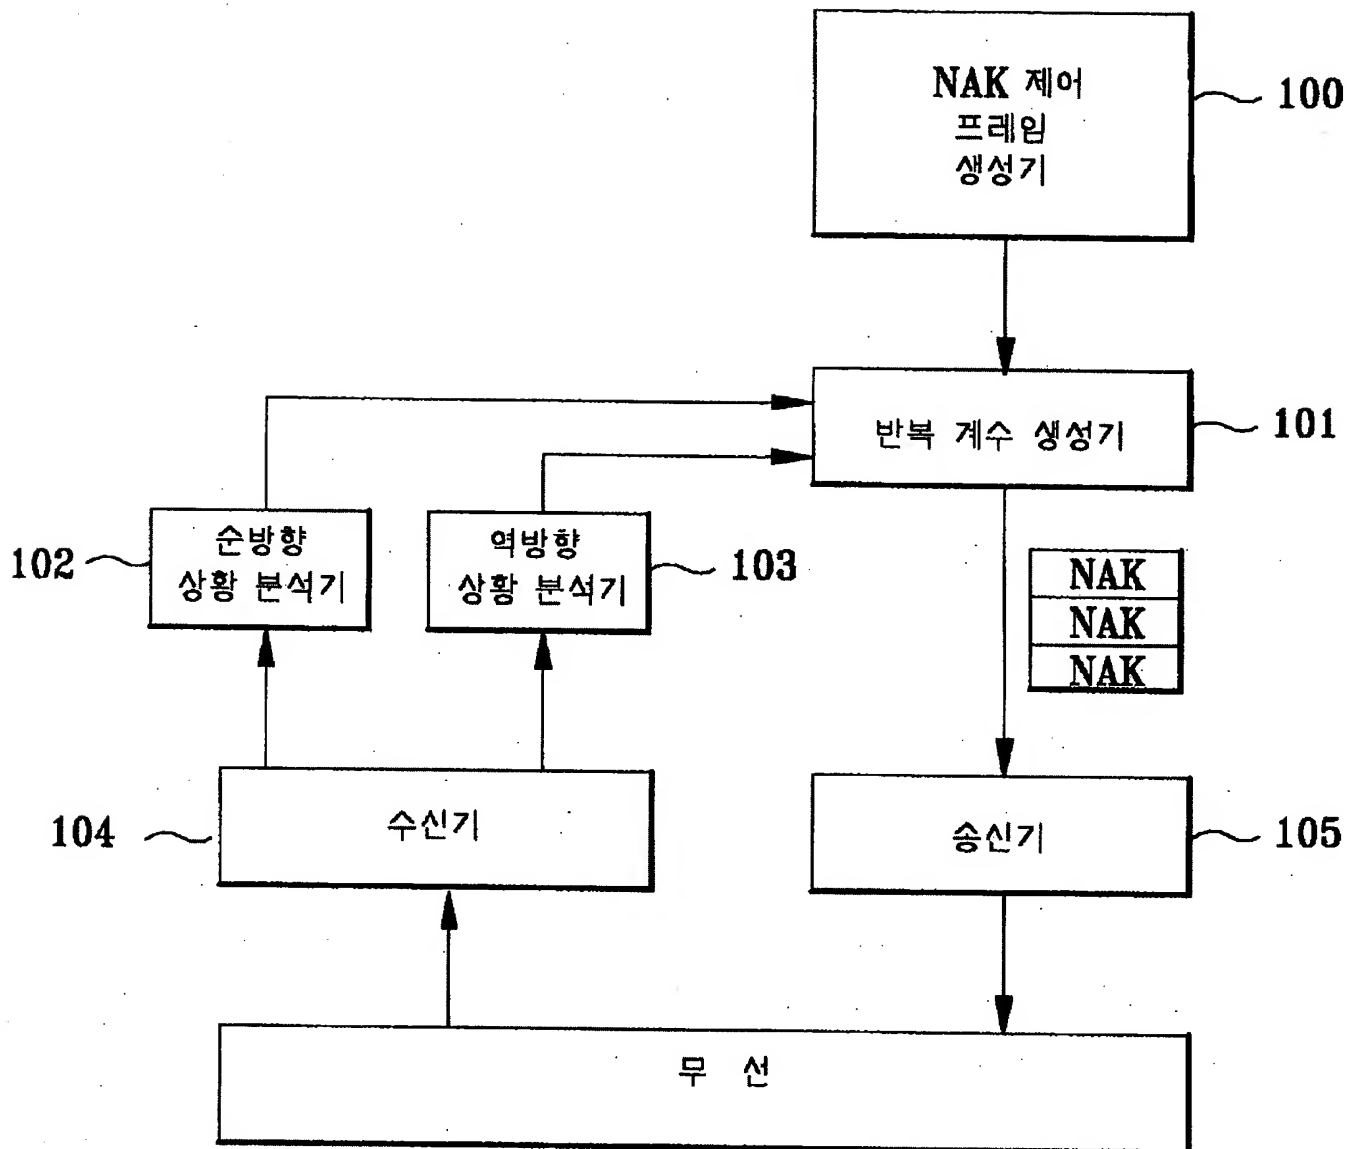 NAK 제어
프레임
생성기
100
반복 계수 생성기
101
순방향
상황 분석기
102
역방향
상황 분석기
103
NAK
NAK
NAK
수신기
104
송신기
105
무 선